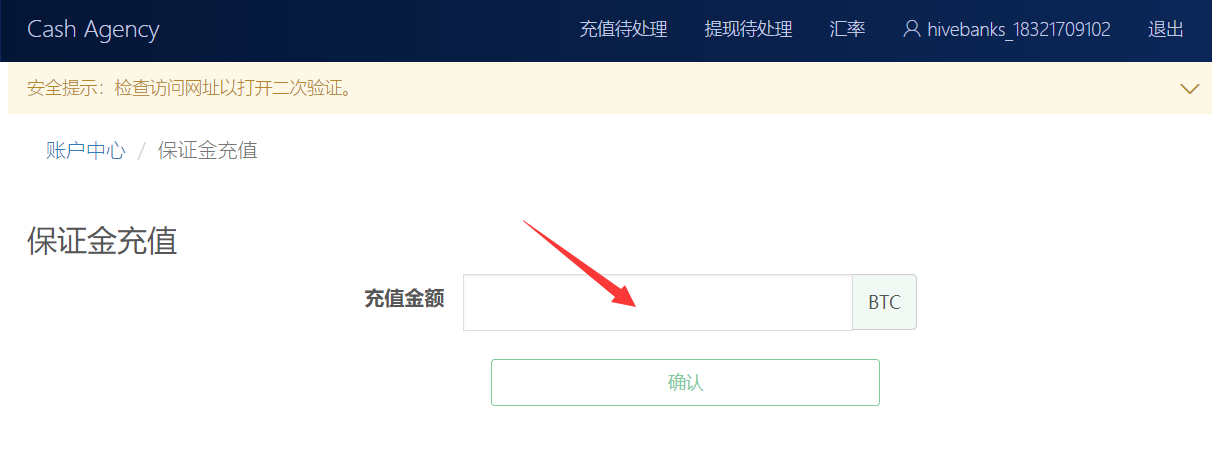 Cash Agency 充值待处理 提现待处理 汇率 hivebanks_18321709102 退出
安全提示：检查访问网址以打开二次验证。
账户中心 / 保证金充值
保证金充值
充值金额 BTC
确认